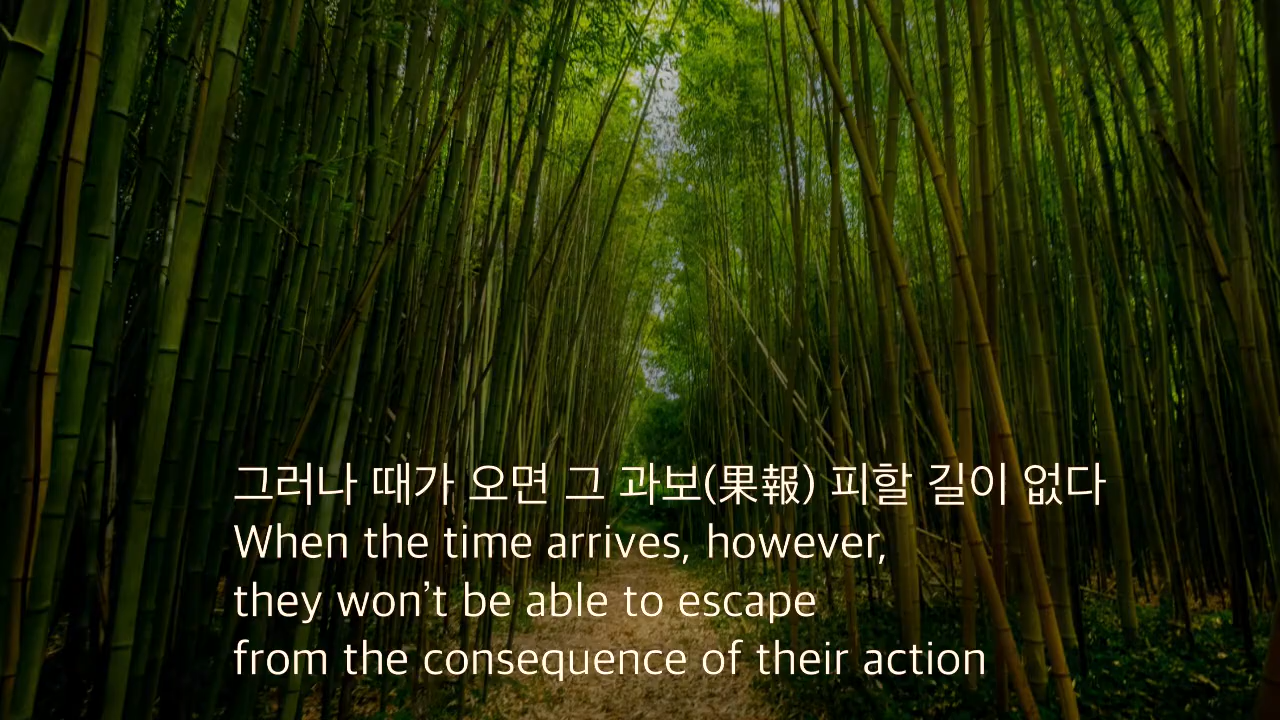 그러나 때가 오면 그 과보(果報) 피할 길이 없다
When the time arrives, however,
they won’t be able to escape
from the consequence of their action